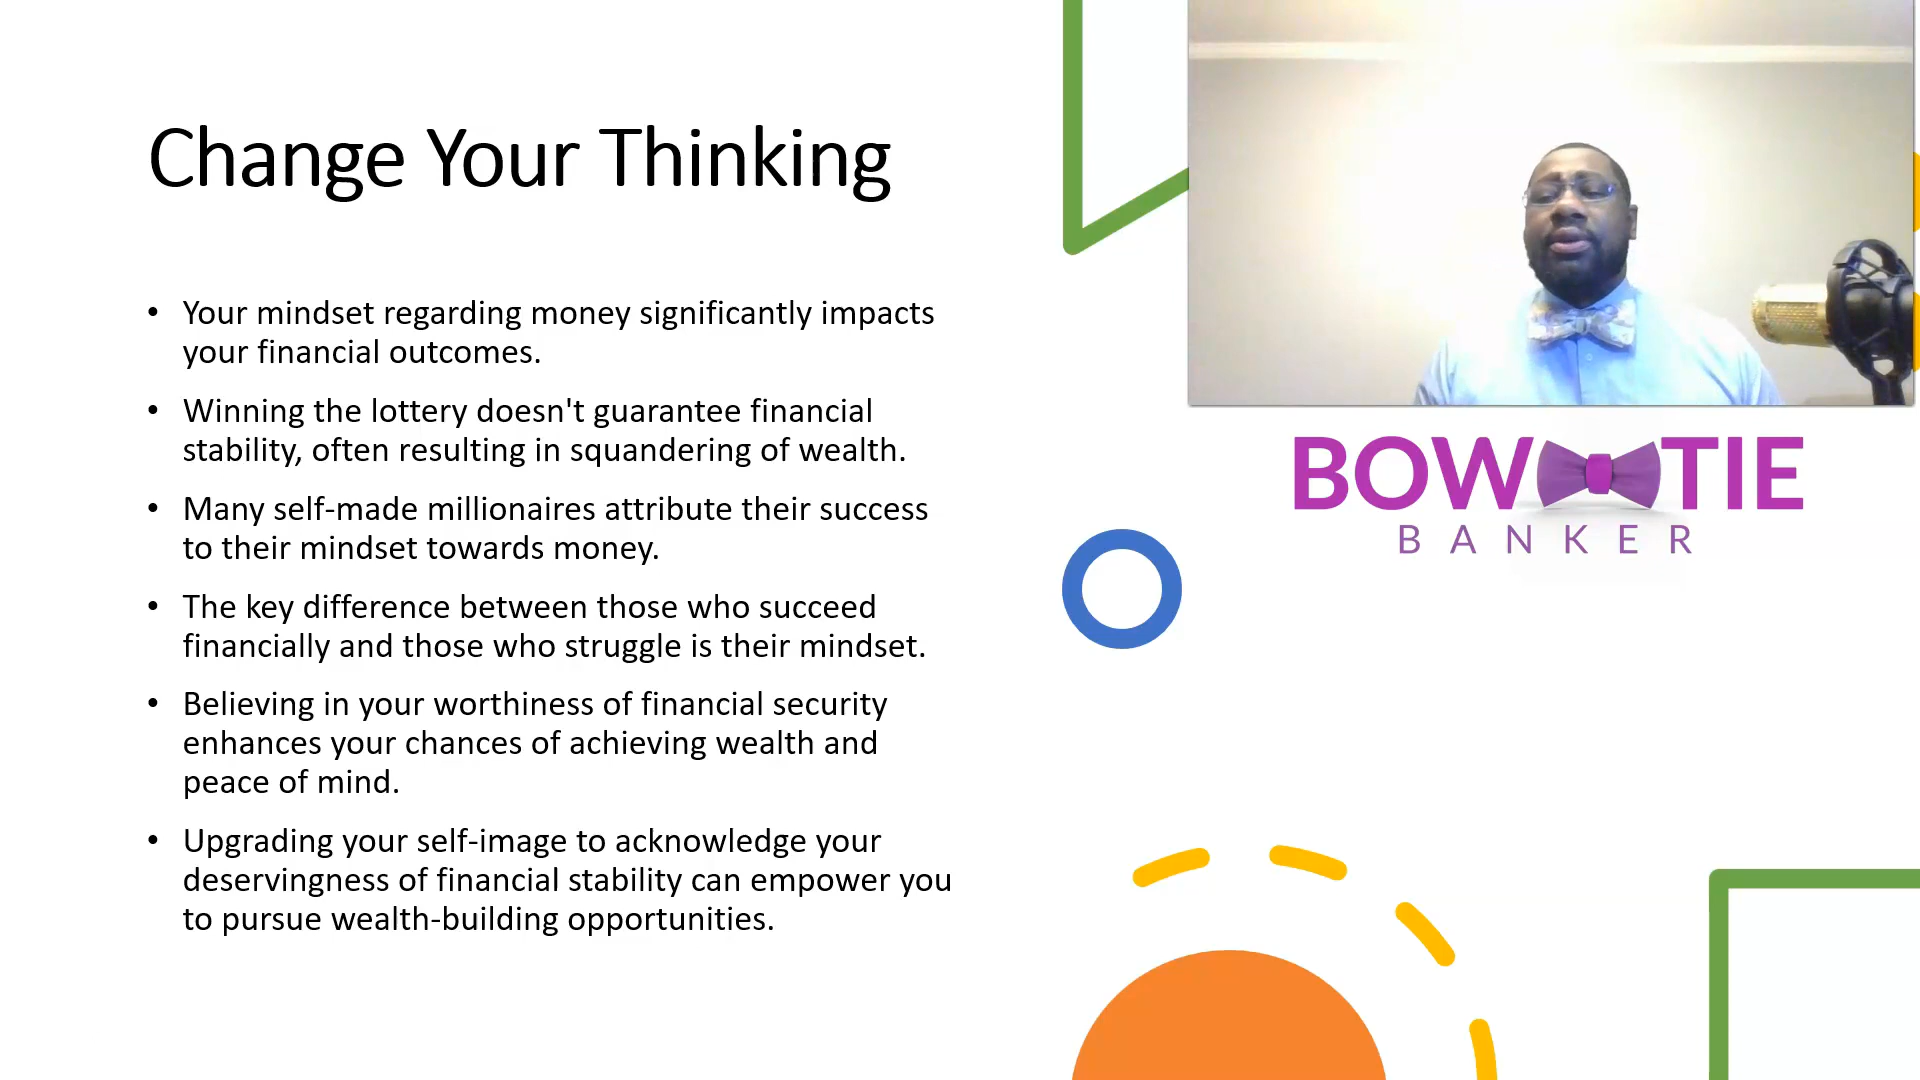 Change Your Thinking
• Your mindset regarding money significantly impacts
your financial outcomes.
• Winning the lottery doesn't guarantee financial
stability, often resulting in squandering of wealth.
• Many self-made millionaires attribute their success
to their mindset towards money.
• The key difference between those who succeed
financially and those who struggle is their mindset.
• Believing in your worthiness of financial security
enhances your chances of achieving wealth and
peace of mind.
• Upgrading your self-image to acknowledge your
deservingness of financial stability can empower you
to pursue wealth-building opportunities.
BOW TIE
BANKER